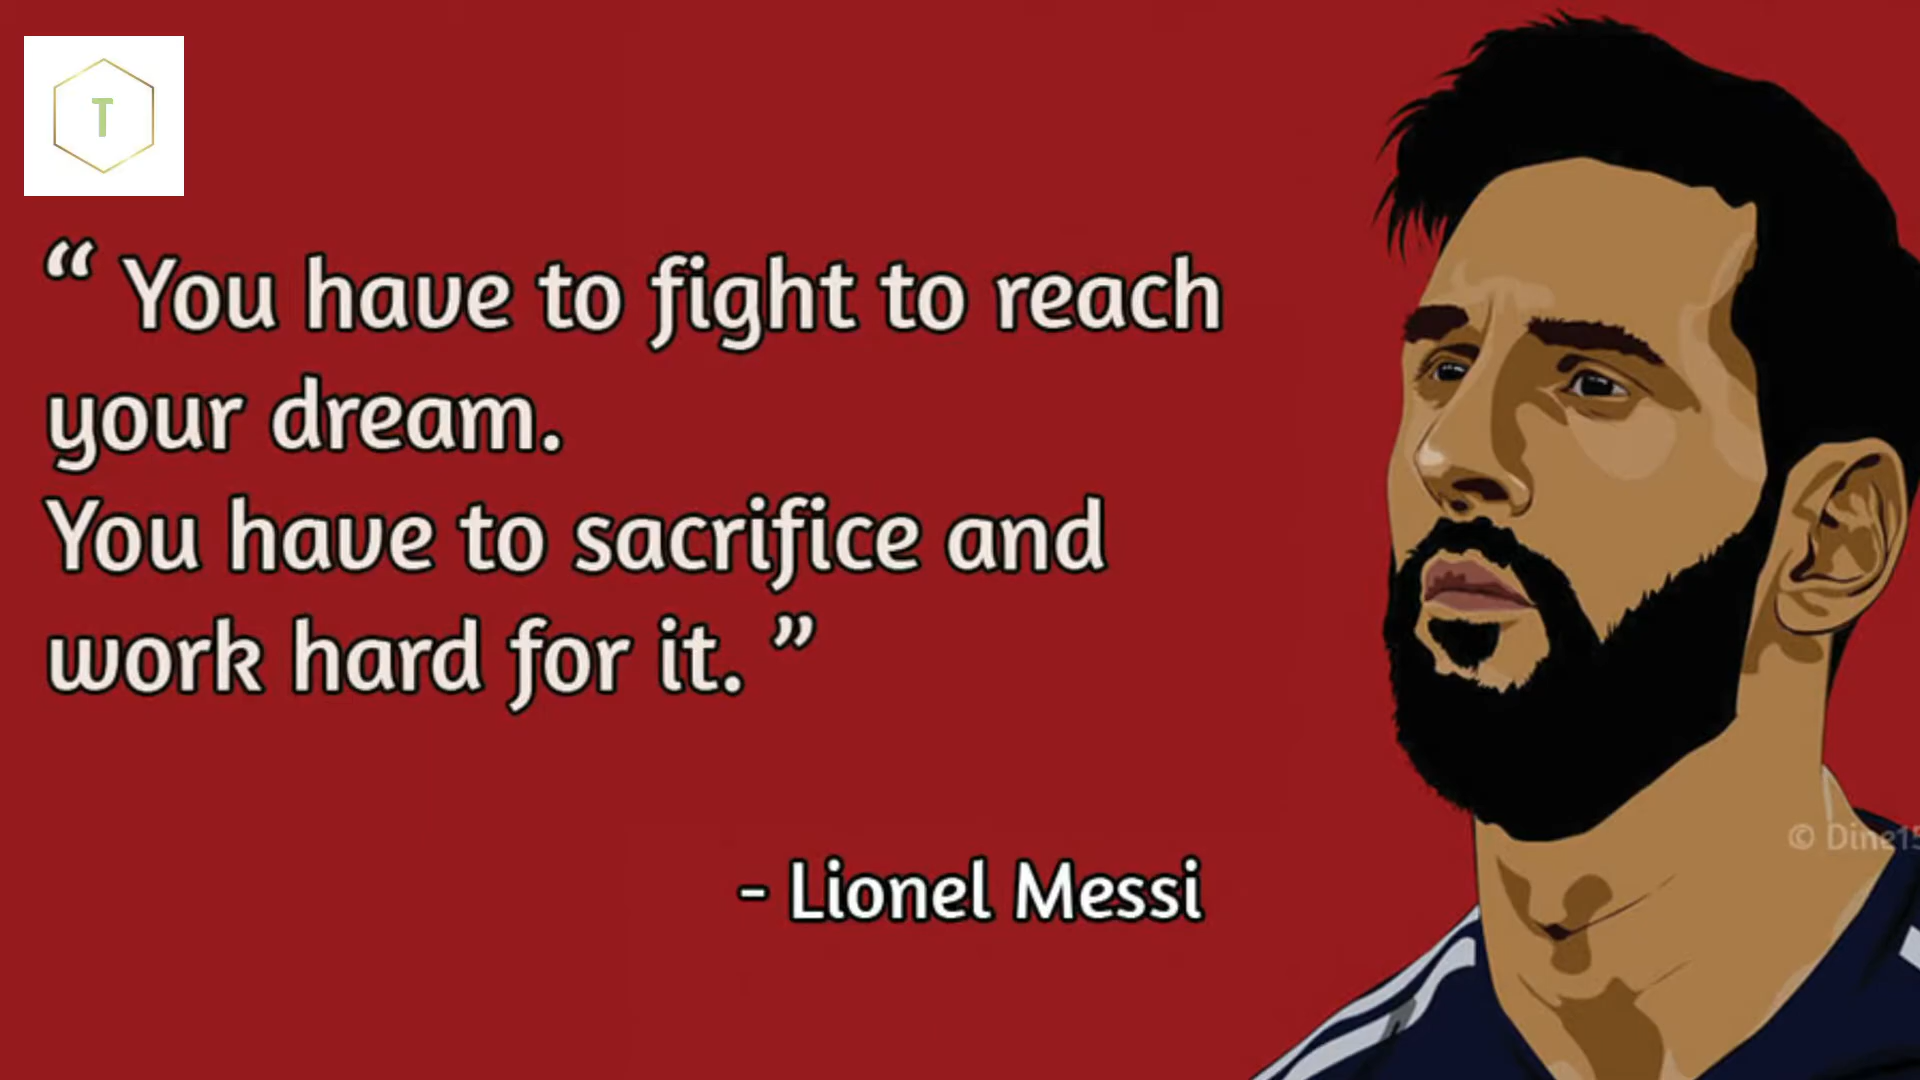 T
“ You have to fight to reach
your dream.
You have to sacrifice and
work hard for it. ”
- Lionel Messi
© Dine15